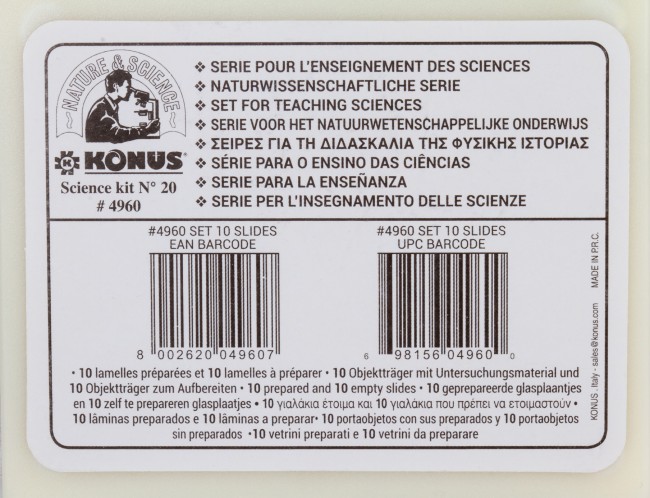 NATURE & SCIENCE
KONUS®
Science kit N° 20
# 4960
❖ SERIE POUR L'ENSEIGNEMENT DES SCIENCES
❖ NATURWISSENSCHAFTLICHE SERIE
❖ SET FOR TEACHING SCIENCES
❖ SERIE VOOR HET NATUURWETENSCHAPPELIJKE ONDERWIJS
❖ ΣΕΙΡΕΣ ΓΙΑ ΤΗ ΔΙΔΑΣΚΑΛΙΑ ΤΗΣ ΦΥΣΙΚΗΣ ΙΣΤΟΡΙΑΣ
❖ SÉRIE PARA O ENSINO DAS CIÊNCIAS
❖ SERIE PARA LA ENSEÑANZA
❖ SERIE PER L'INSEGNAMENTO DELLE SCIENZE
#4960 SET 10 SLIDES
EAN BARCODE
8 002620 049607
#4960 SET 10 SLIDES
UPC BARCODE
6 98156 04960 0
• 10 lamelles préparées et 10 lamelles à préparer • 10 Objektträger mit Untersuchungsmaterial und
10 Objektträger zum Aufbereiten • 10 prepared and 10 empty slides • 10 geprepareerde glasplaantjes
en 10 zelf te prepareren glasplaatjes • 10 γιαλάκια έτοιμα και 10 γιαλάκια που πρέπει να ετοιμαστούν •
10 lâminas preparados e 10 lâminas a preparar• 10 portaobjetos con sus preparados y 10 portaobjetos
sin preparados • 10 vetrini preparati e 10 vetrini da preparare
KONUS . Italy - sales@konus.com MADE IN P.R.C.